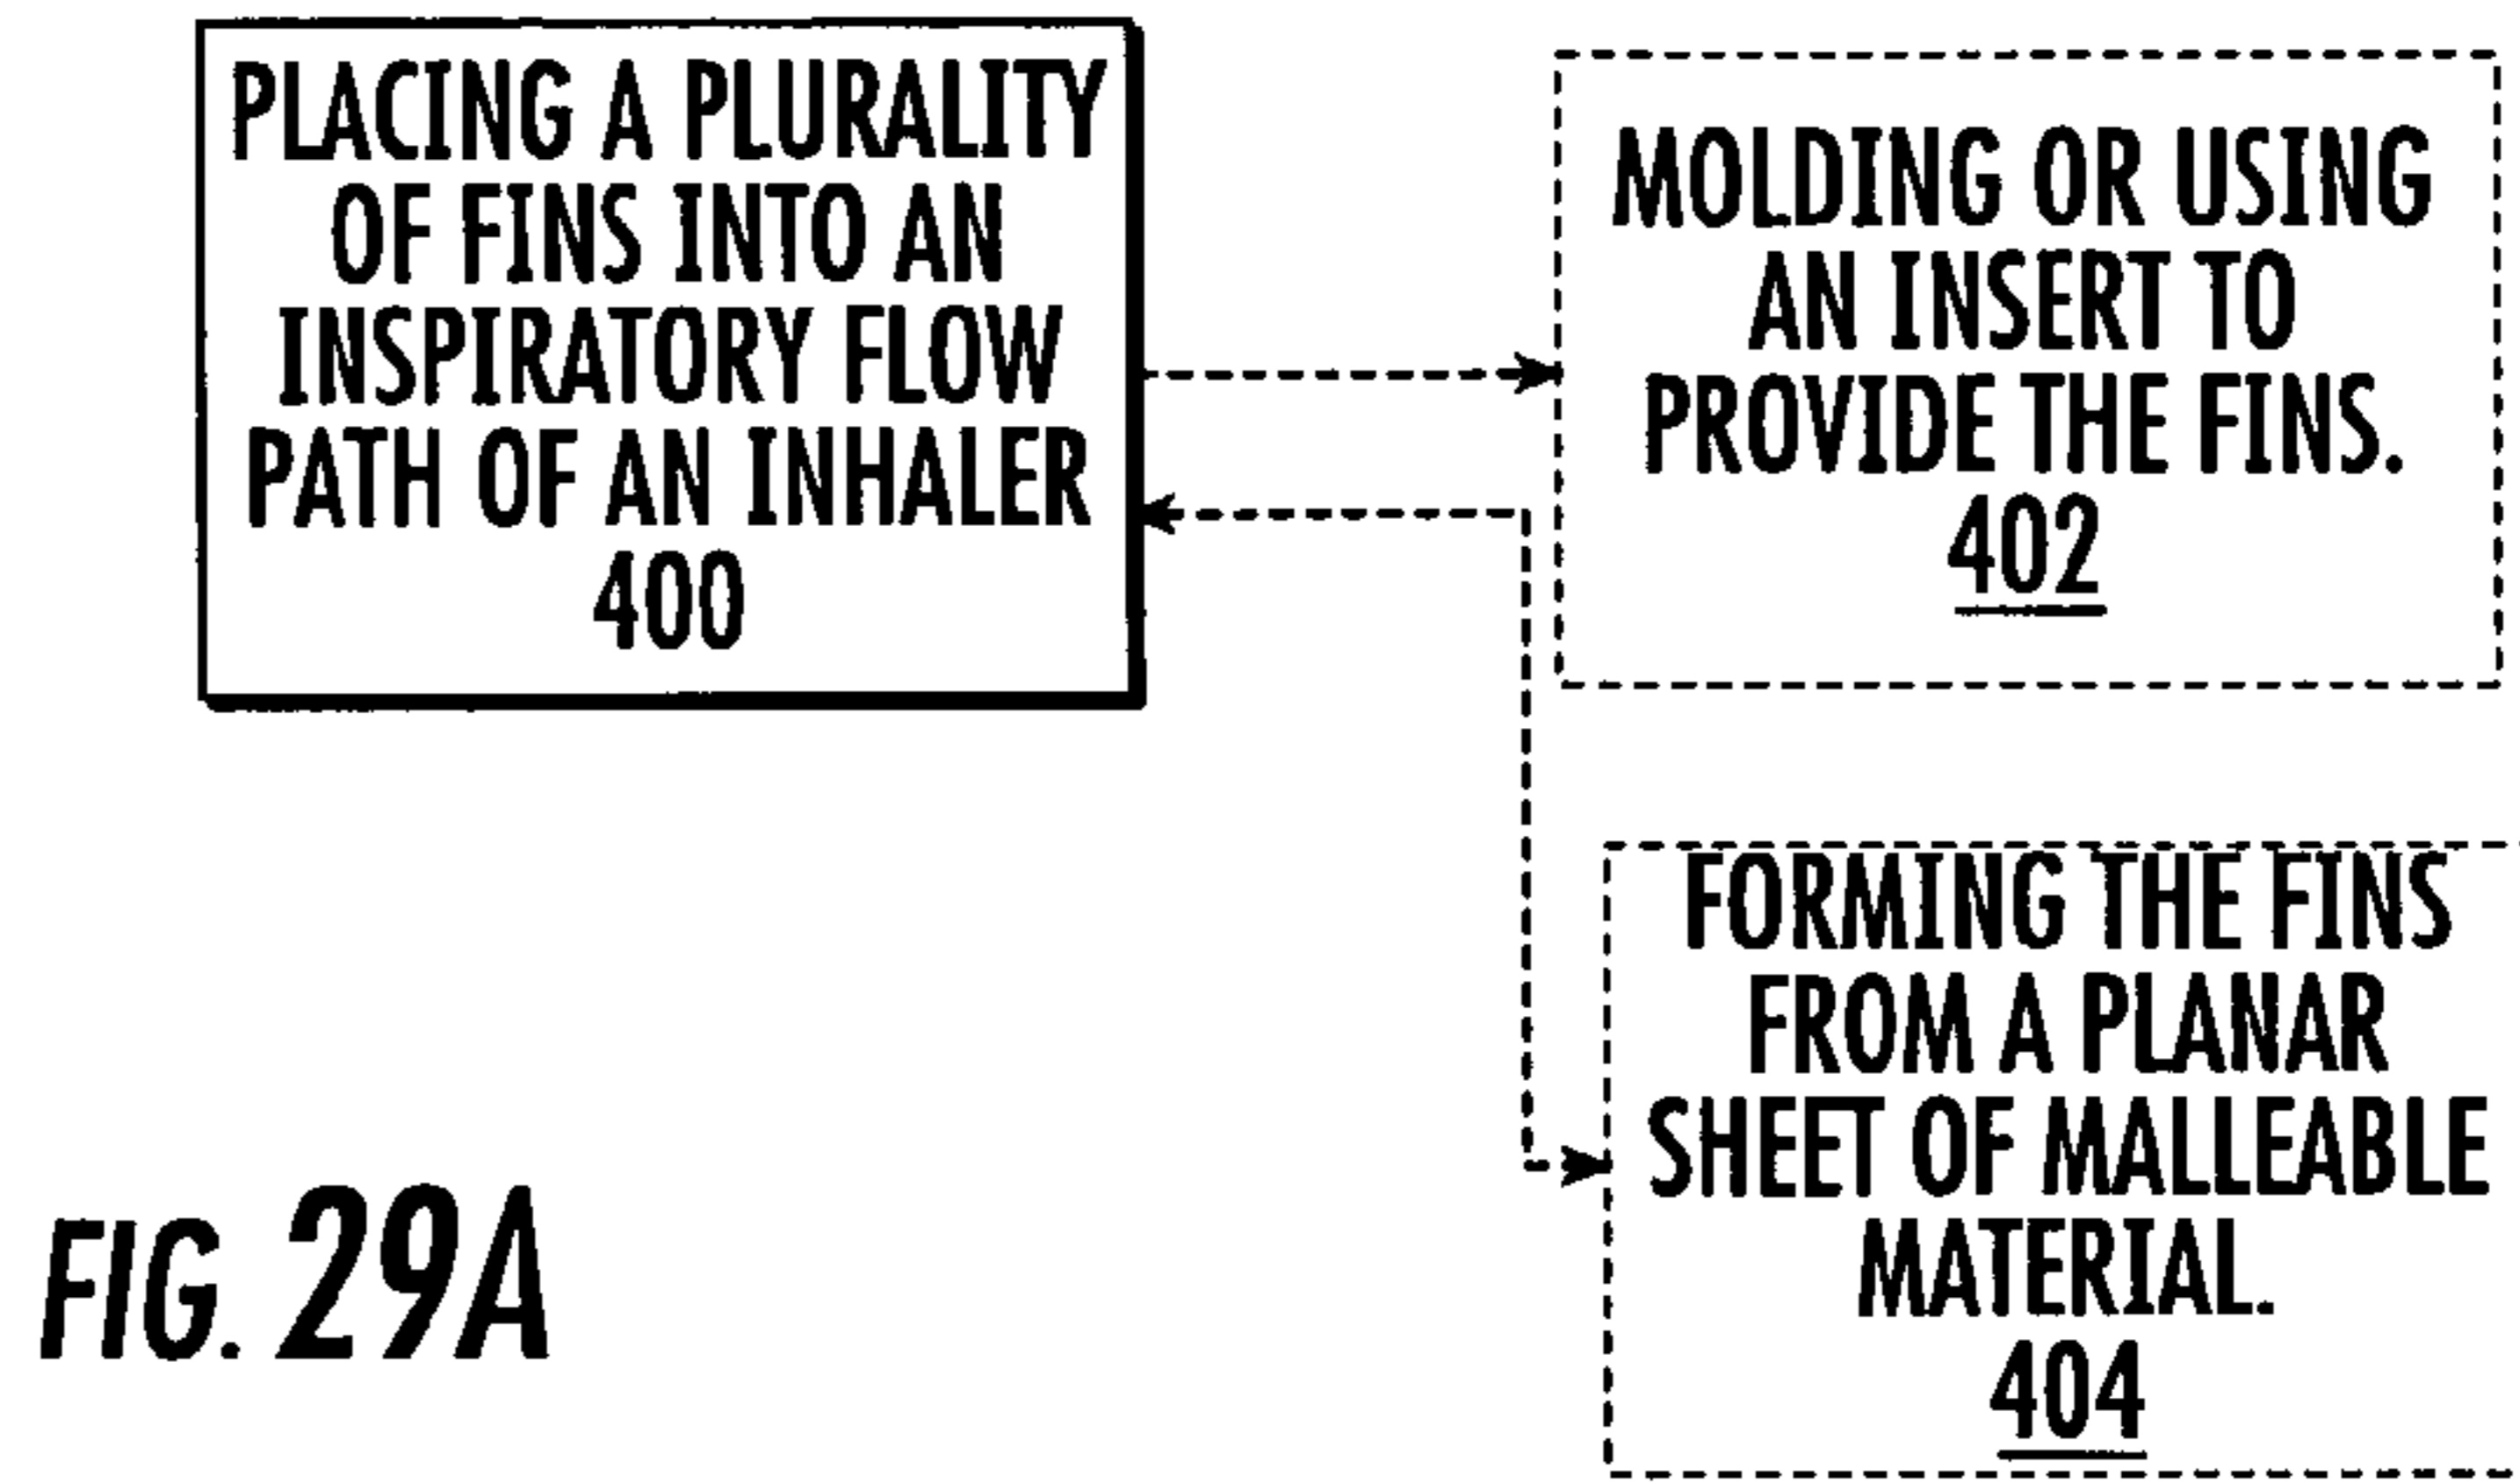 PLACING A PLURALITY
OF FINS INTO AN
INSPIRATORY FLOW
PATH OF AN INHALER
400
MOLDING OR USING
AN INSERT TO
PROVIDE THE FINS.
402
FORMING THE FINS
FROM A PLANAR
SHEET OF MALLEABLE
MATERIAL.
404
FIG. 29A